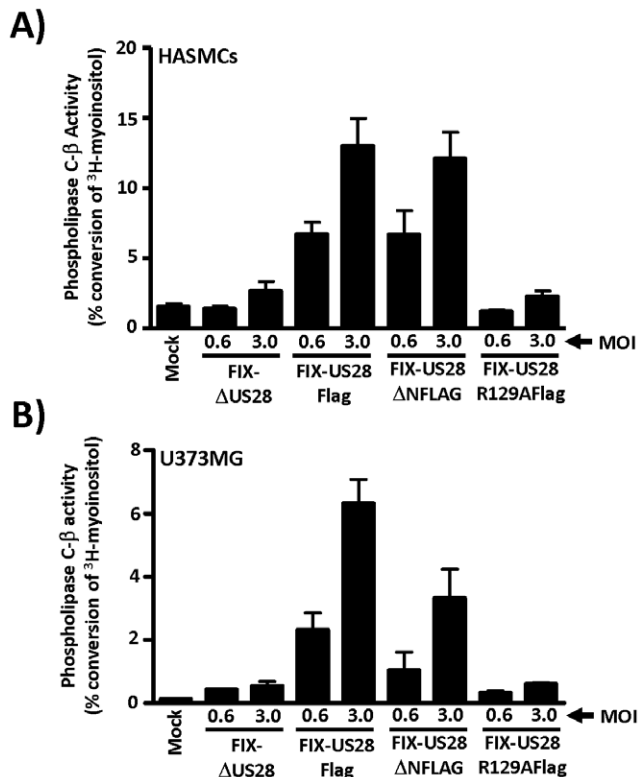 A)
HASMCs
Phospholipase C-β Activity
(% conversion of ³H-myoinositol)
20
15
10
5
0
Mock
0.6 3.0 0.6 3.0 0.6 3.0 0.6 3.0 MOI
FIX- FIX-US28 FIX-US28 FIX-US28
ΔUS28 Flag ΔNFLAG R129AFlag
B)
U373MG
Phospholipase C-β activity
(% conversion of ³H-myoinositol)
8
6
4
2
0
Mock
0.6 3.0 0.6 3.0 0.6 3.0 0.6 3.0 MOI
FIX- FIX-US28 FIX-US28 FIX-US28
ΔUS28 Flag ΔNFLAG R129AFlag